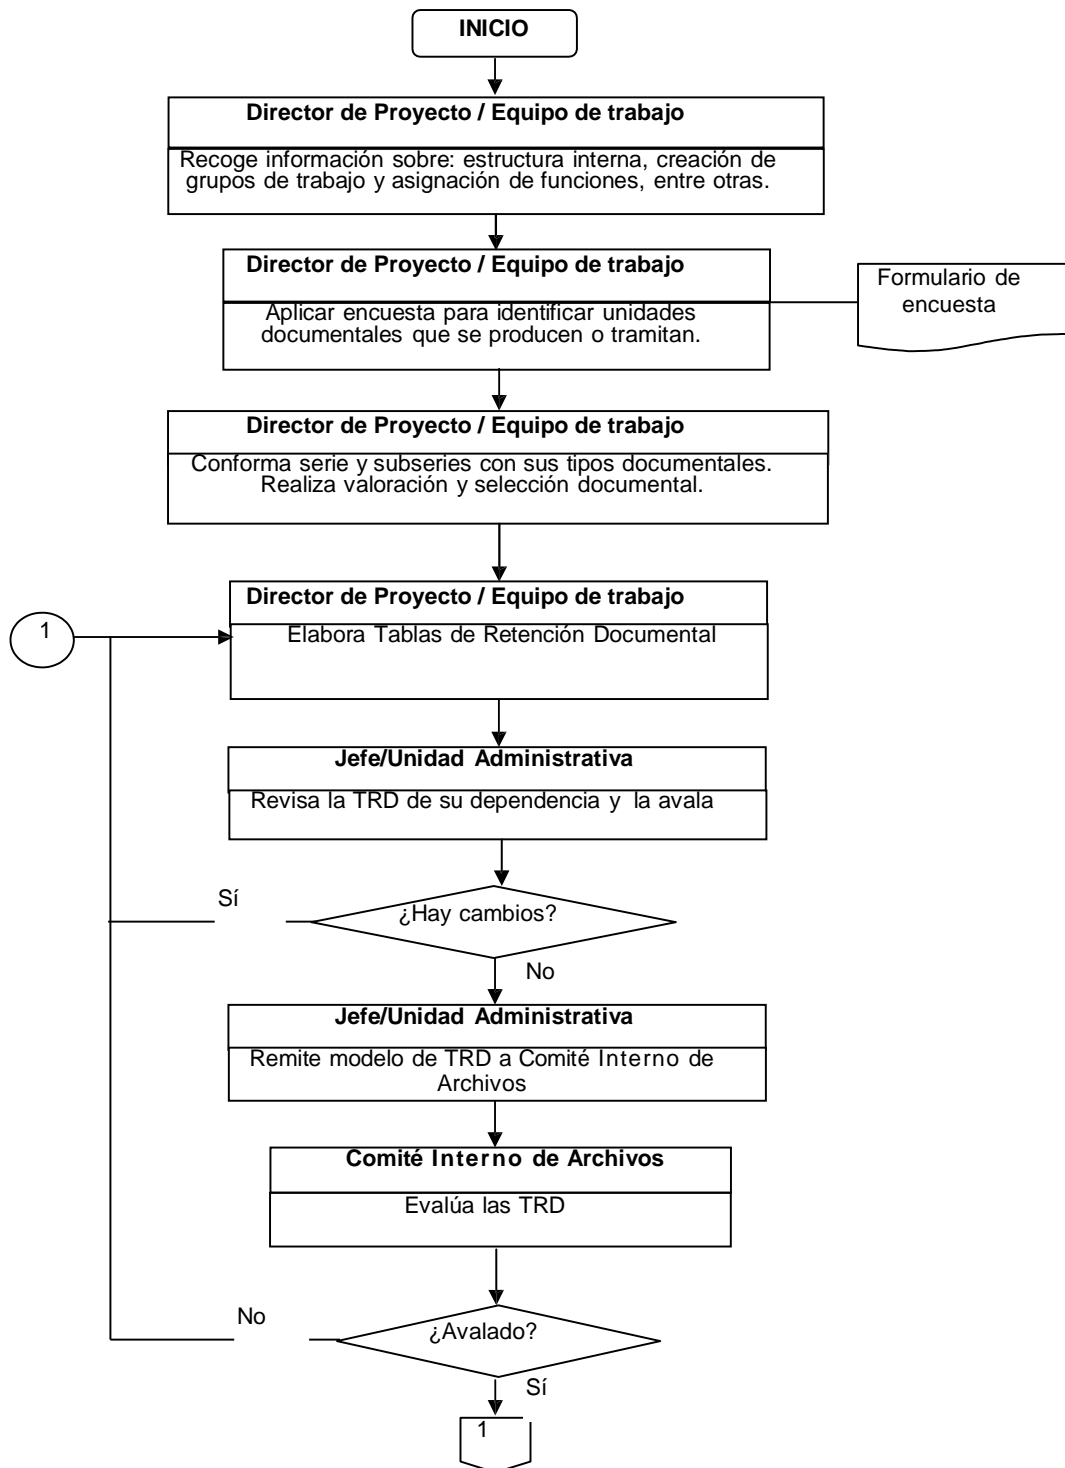 INICIO
Director de Proyecto / Equipo de trabajo
Recoge información sobre: estructura interna, creación de
grupos de trabajo y asignación de funciones, entre otras.
Director de Proyecto / Equipo de trabajo
Aplicar encuesta para identificar unidades
documentales que se producen o tramitan.
Formulario de
encuesta
Director de Proyecto / Equipo de trabajo
Conforma serie y subseries con sus tipos documentales.
Realiza valoración y selección documental.
Director de Proyecto / Equipo de trabajo
1
Elabora Tablas de Retención Documental
Jefe/Unidad Administrativa
Revisa la TRD de su dependencia y la avala
Sí
¿Hay cambios?
No
Jefe/Unidad Administrativa
Remite modelo de TRD a Comité Interno de
Archivos
Comité Interno de Archivos
Evalúa las TRD
No
¿Avalado?
Sí
1